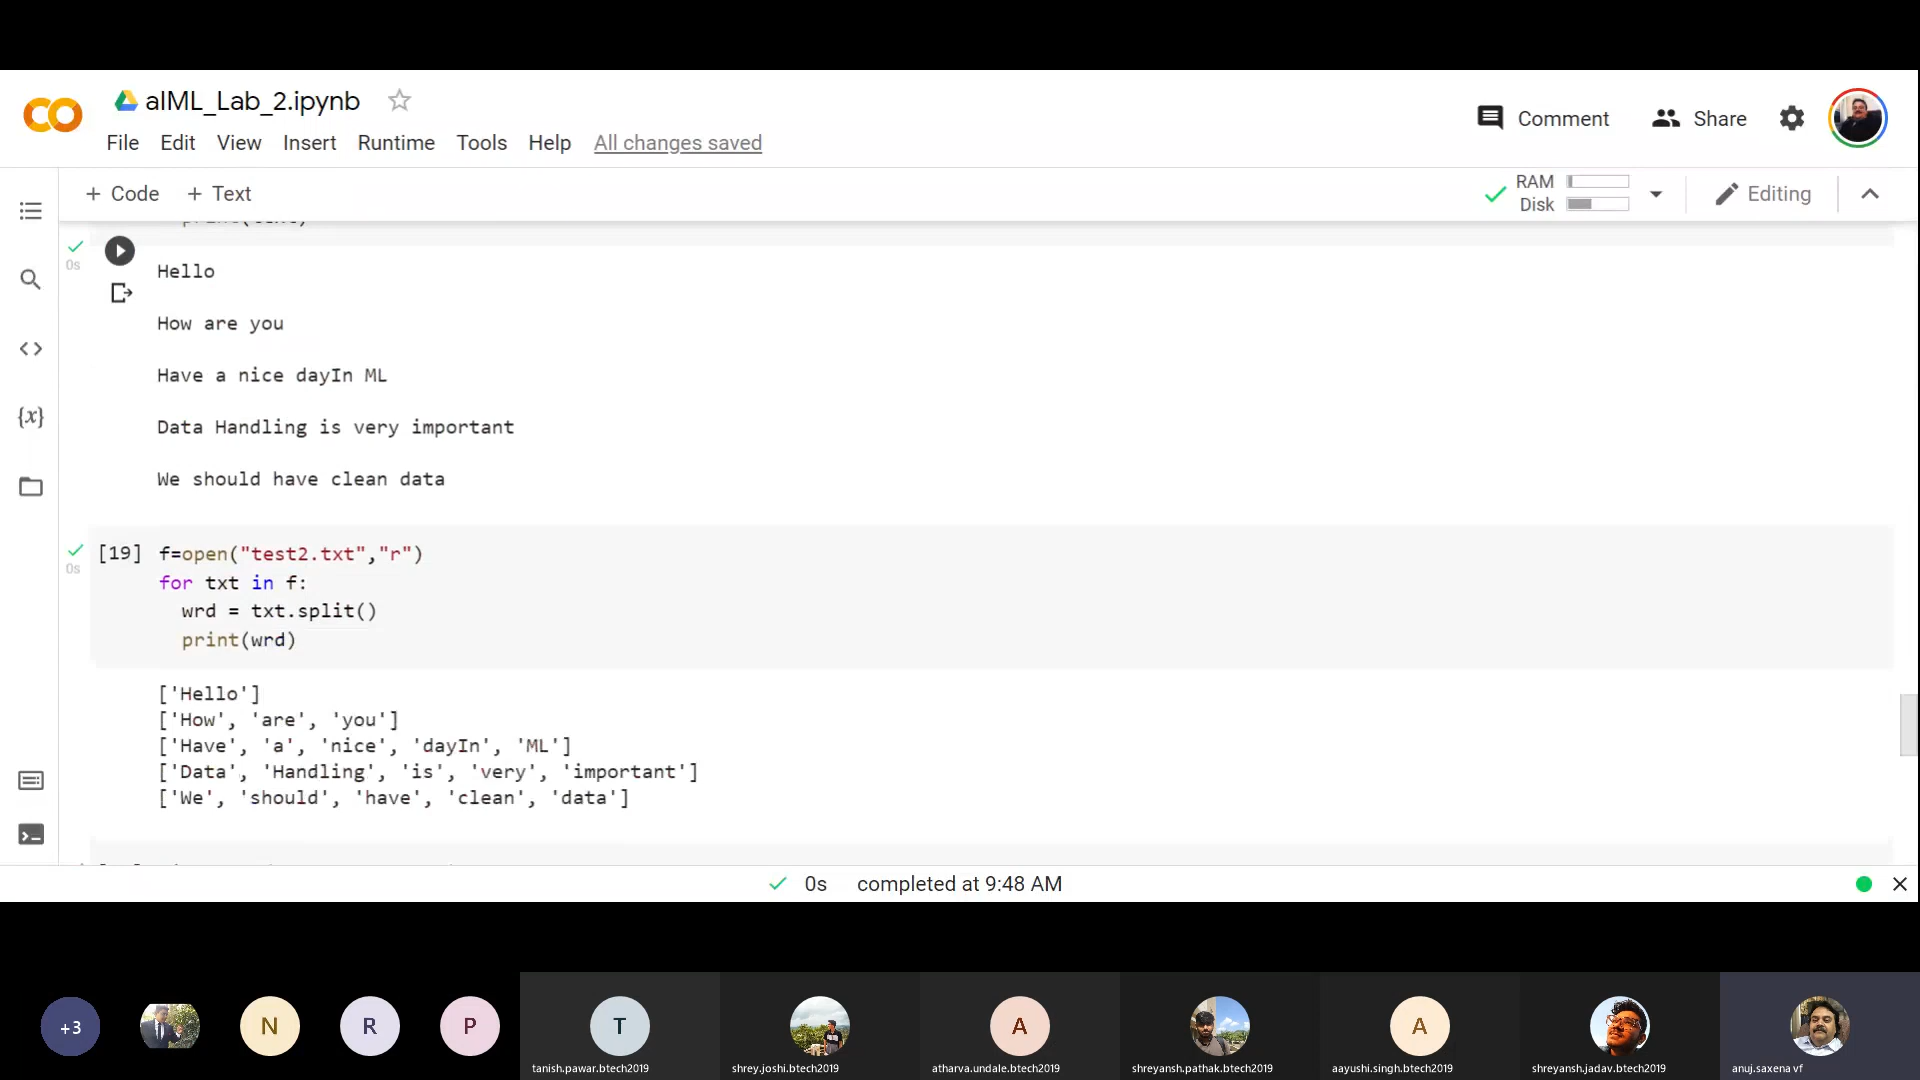 aIML_Lab_2.ipynb
Comment
Share
File Edit View Insert Runtime Tools Help All changes saved
+ Code + Text
RAM
Disk
Editing
print(txt)
0s
Hello
How are you
Have a nice dayIn ML
Data Handling is very important
We should have clean data
0s
[19] f=open("test2.txt","r")
for txt in f:
wrd = txt.split()
print(wrd)
['Hello']
['How', 'are', 'you']
['Have', 'a', 'nice', 'dayIn', 'ML']
['Data', 'Handling', 'is', 'very', 'important']
['We', 'should', 'have', 'clean', 'data']
0s completed at 9:48 AM
+3
N
R
P
T
A
A
tanish.pawar.btech2019
shrey.joshi.btech2019
atharva.undale.btech2019
shreyansh.pathak.btech2019
aayushi.singh.btech2019
shreyansh.jadav.btech2019
anuj.saxena vf